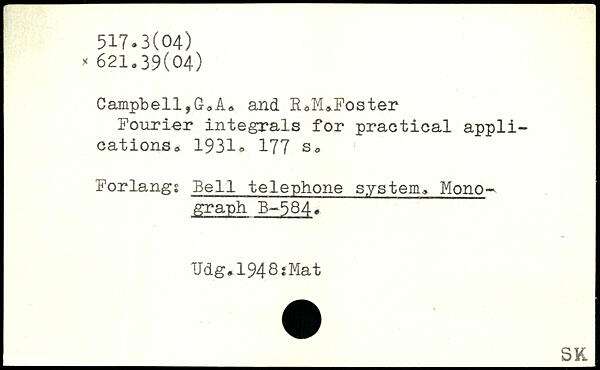 517.3(04)
× 621.39(04)
Campbell,G.A. and R.M.Foster
Fourier integrals for practical appli-
cations. 1931. 177 s.
Forlang: Bell telephone system. Mono-
graph B-584.
Udg.1948:Mat
SK